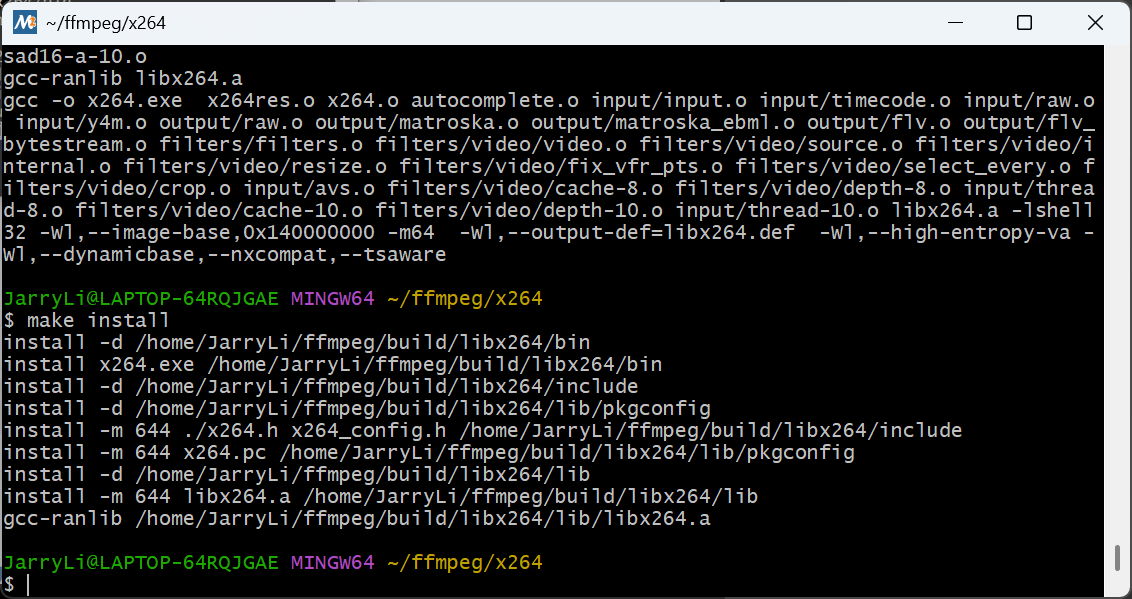 ~/ffmpeg/x264
sad16-a-10.o
gcc-ranlib libx264.a
gcc -o x264.exe  x264res.o x264.o autocomplete.o input/input.o input/timecode.o input/raw.o
 input/y4m.o output/raw.o output/matroska.o output/matroska_ebml.o output/flv.o output/flv_
bytestream.o filters/filters.o filters/video/video.o filters/video/source.o filters/video/i
nternal.o filters/video/resize.o filters/video/fix_vfr_pts.o filters/video/select_every.o f
ilters/video/crop.o input/avs.o filters/video/cache-8.o filters/video/depth-8.o input/threa
d-8.o filters/video/cache-10.o filters/video/depth-10.o input/thread-10.o libx264.a -lshell
32 -Wl,--image-base,0x140000000 -m64  -Wl,--output-def=libx264.def  -Wl,--high-entropy-va -
Wl,--dynamicbase,--nxcompat,--tsaware
JarryLi@LAPTOP-64RQJGAE MINGW64 ~/ffmpeg/x264
$ make install
install -d /home/JarryLi/ffmpeg/build/libx264/bin
install x264.exe /home/JarryLi/ffmpeg/build/libx264/bin
install -d /home/JarryLi/ffmpeg/build/libx264/include
install -d /home/JarryLi/ffmpeg/build/libx264/lib/pkgconfig
install -m 644 ./x264.h x264_config.h /home/JarryLi/ffmpeg/build/libx264/include
install -m 644 x264.pc /home/JarryLi/ffmpeg/build/libx264/lib/pkgconfig
install -d /home/JarryLi/ffmpeg/build/libx264/lib
install -m 644 libx264.a /home/JarryLi/ffmpeg/build/libx264/lib
gcc-ranlib /home/JarryLi/ffmpeg/build/libx264/lib/libx264.a
JarryLi@LAPTOP-64RQJGAE MINGW64 ~/ffmpeg/x264
$